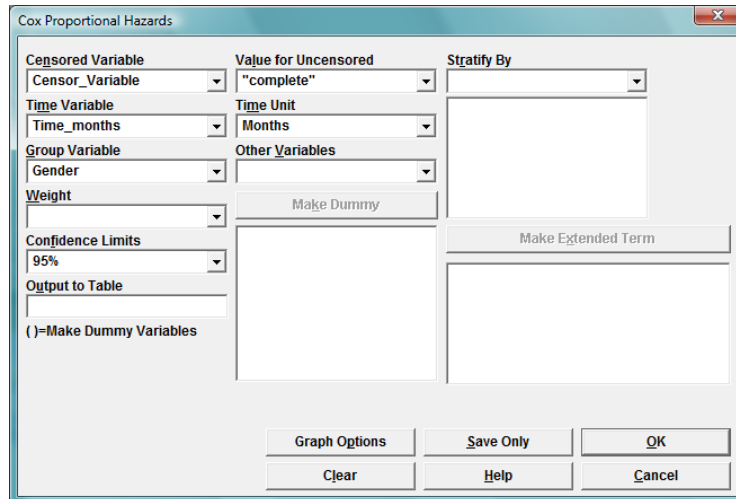 Cox Proportional Hazards
Censored Variable
Value for Uncensored
Stratify By
Censor_Variable
"complete"
Time Variable
Time Unit
Time_months
Months
Group Variable
Other Variables
Gender
Weight
Make Dummy
Confidence Limits
Make Extended Term
95%
Output to Table
( )=Make Dummy Variables
Graph Options
Save Only
OK
Clear
Help
Cancel